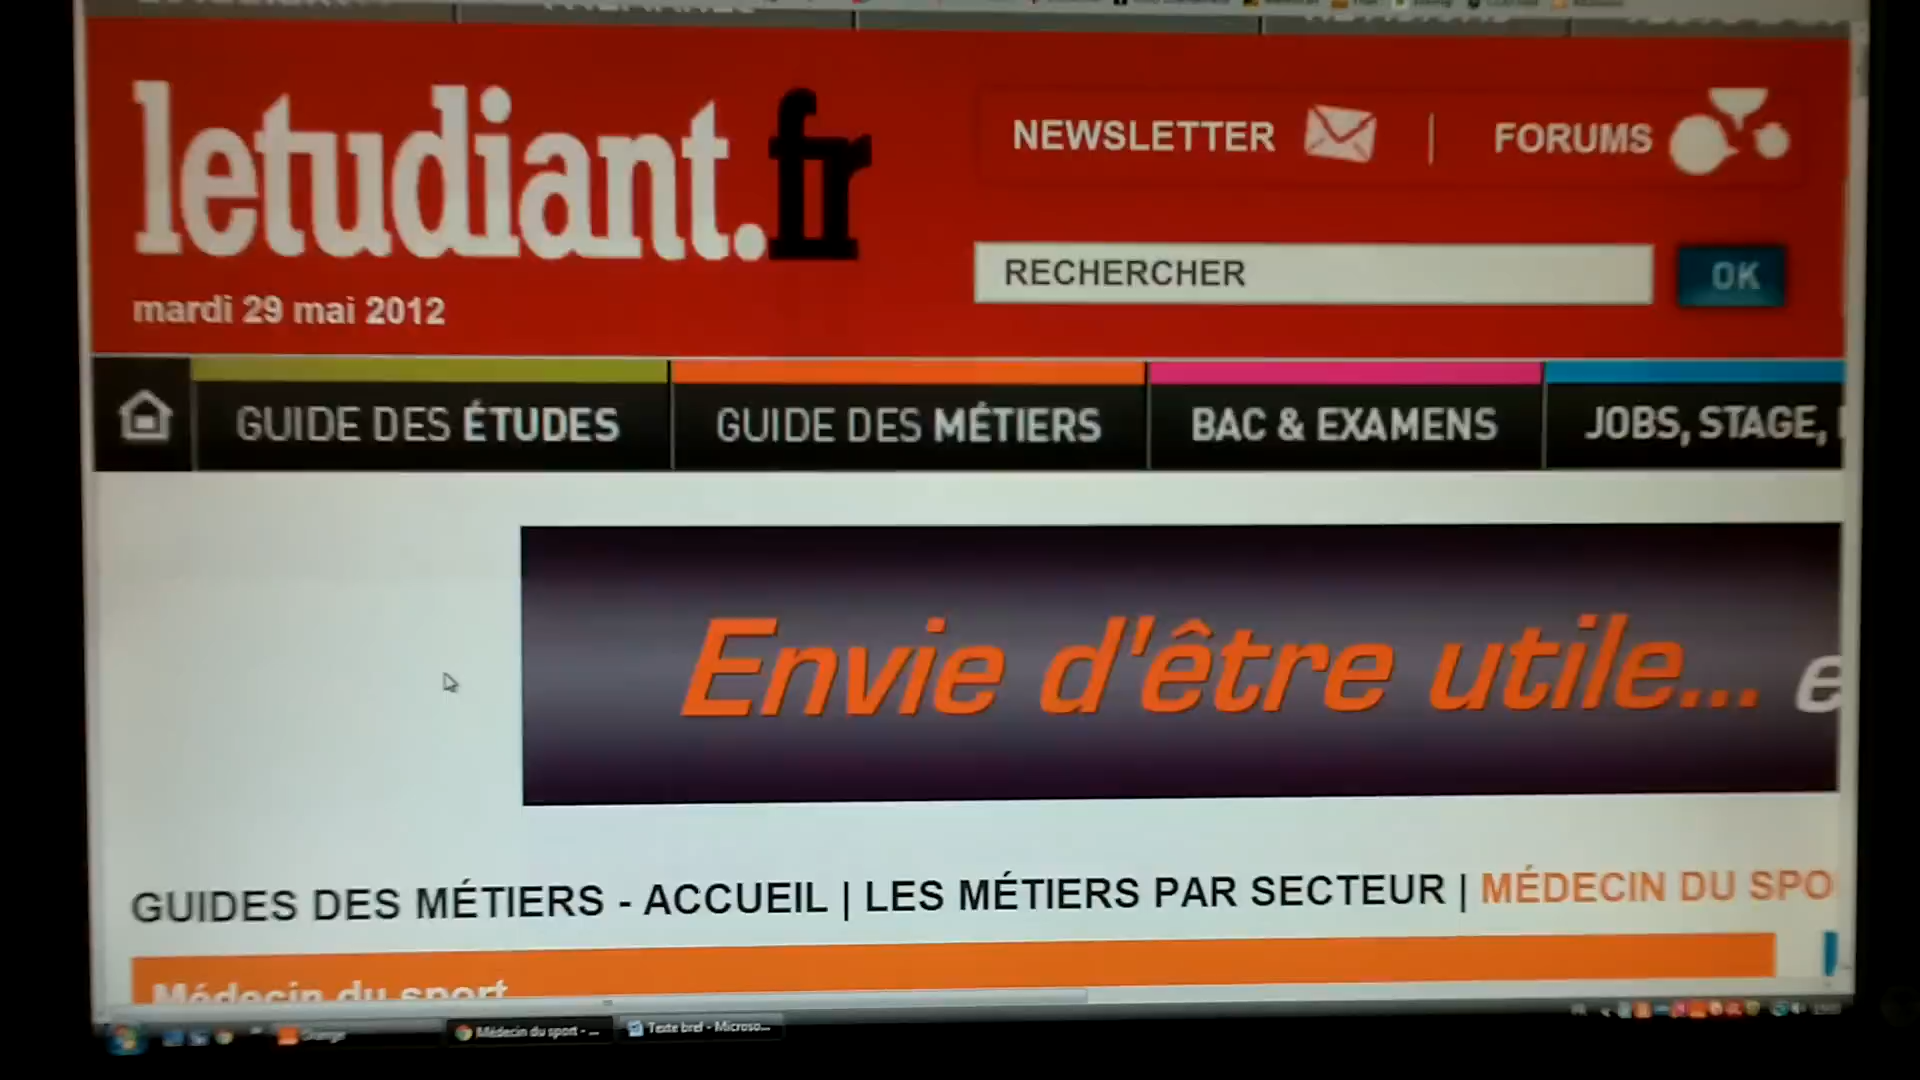 letudiant.fr
NEWSLETTER | FORUMS
RECHERCHER OK
mardi 29 mai 2012
GUIDE DES ÉTUDES GUIDE DES MÉTIERS BAC & EXAMENS JOBS, STAGE,
Envie d'être utile... e
GUIDES DES MÉTIERS - ACCUEIL | LES MÉTIERS PAR SECTEUR | MÉDECIN DU SPO
Médecin du sport
Orange Médecin du sport - ... Texte bref - Microso...